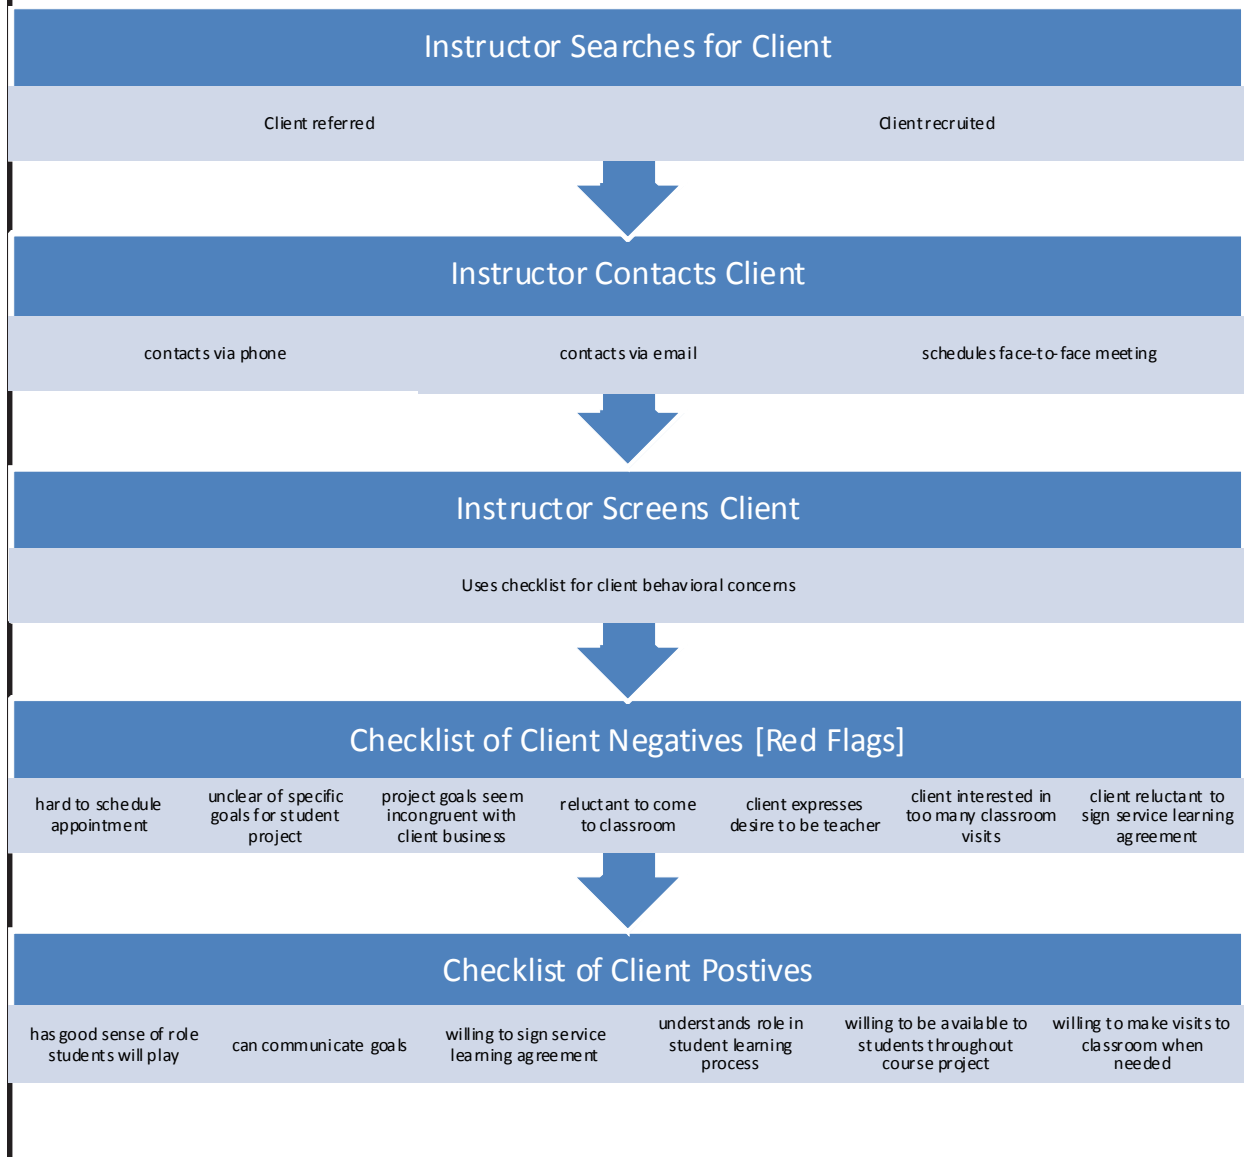 Instructor Searches for Client
Client referred
Client recruited
Instructor Contacts Client
contacts via phone
contacts via email
schedules face-to-face meeting
Instructor Screens Client
Uses checklist for client behavioral concerns
Checklist of Client Negatives [Red Flags]
hard to schedule
appointment
unclear of specific
goals for student
project
project goals seem
incongruent with
client business
reluctant to come
to classroom
client expresses
desire to be teacher
client interested in
too many classroom
visits
client reluctant to
sign service learning
agreement
Checklist of Client Postives
has good sense of role
students will play
can communicate goals
willing to sign service
learning agreement
understands role in
student learning
process
willing to be available to
students throughout
course project
willing to make visits to
classroom when
needed